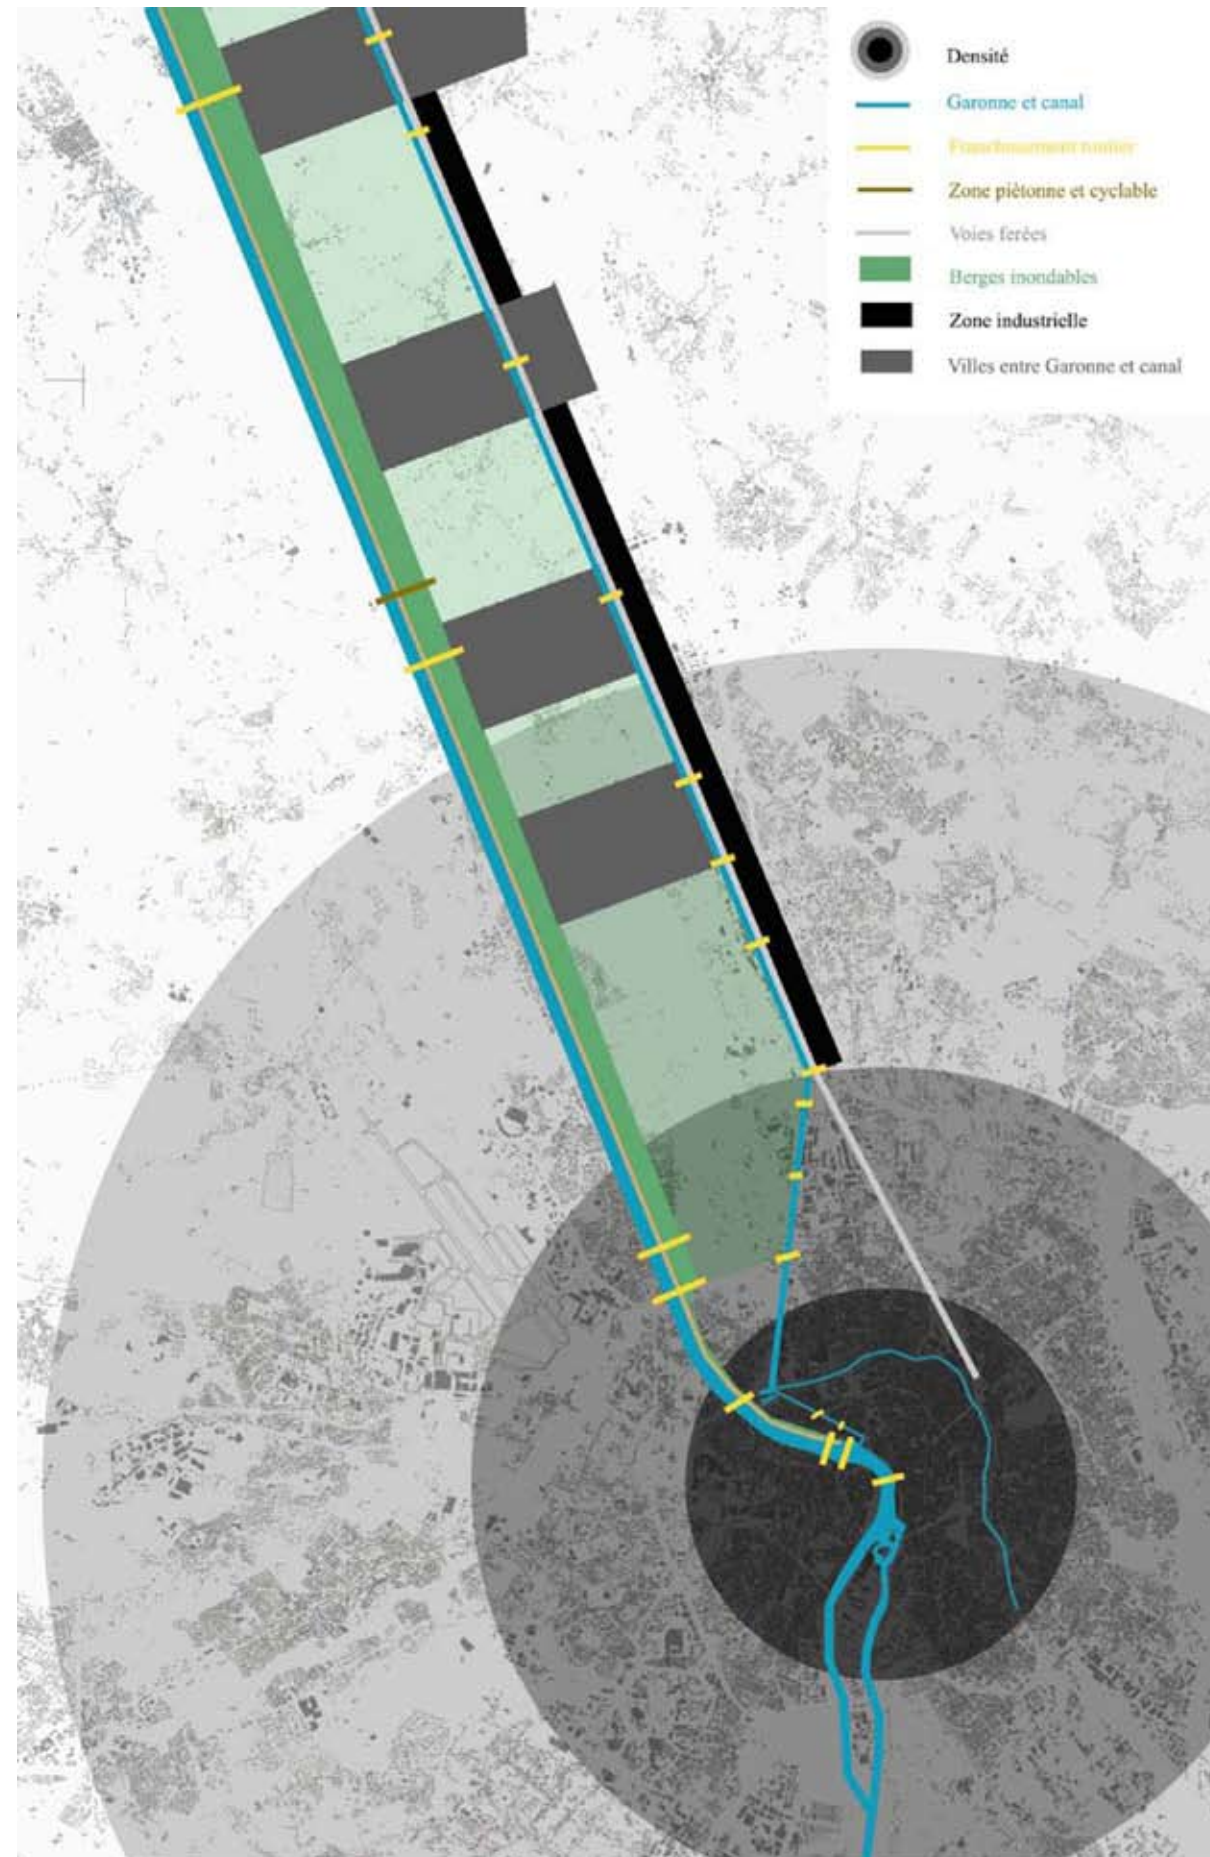 Densité
Garonne et canal
Franchissement routier
Zone piètonne et cyclable
Voies ferées
Berges inondables
Zone industrielle
Villes entre Garonne et canal